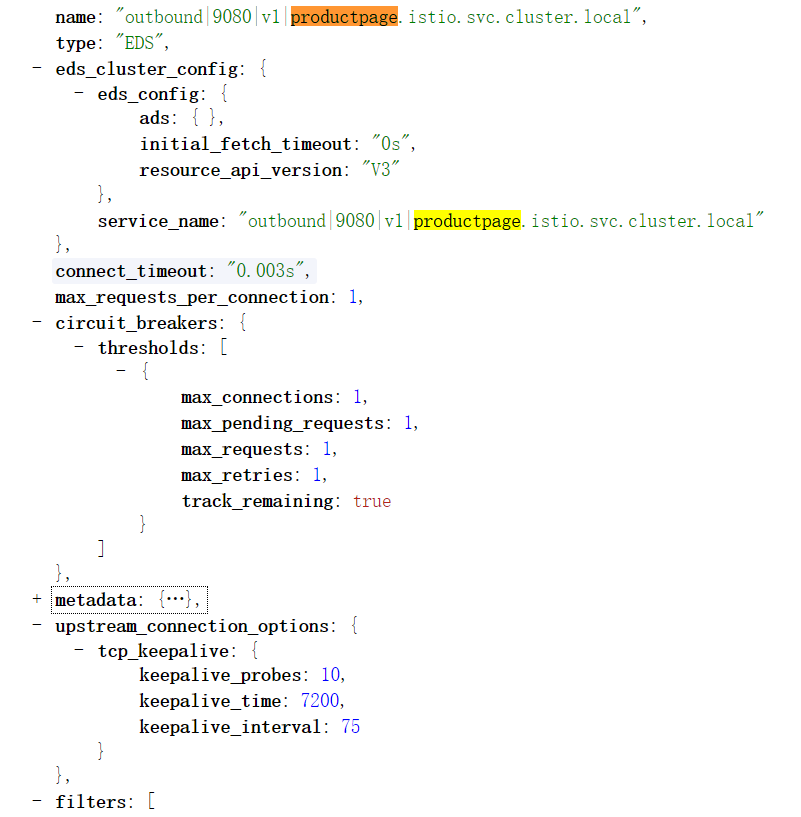 name: "outbound|9080|v1|productpage.istio.svc.cluster.local",
type: "EDS",
- eds_cluster_config: {
- eds_config: {
ads: { },
initial_fetch_timeout: "0s",
resource_api_version: "V3"
},
service_name: "outbound|9080|v1|productpage.istio.svc.cluster.local"
},
connect_timeout: "0.003s",
max_requests_per_connection: 1,
- circuit_breakers: {
- thresholds: [
- {
max_connections: 1,
max_pending_requests: 1,
max_requests: 1,
max_retries: 1,
track_remaining: true
}
]
},
+ metadata: {…},
- upstream_connection_options: {
- tcp_keepalive: {
keepalive_probes: 10,
keepalive_time: 7200,
keepalive_interval: 75
}
},
- filters: [